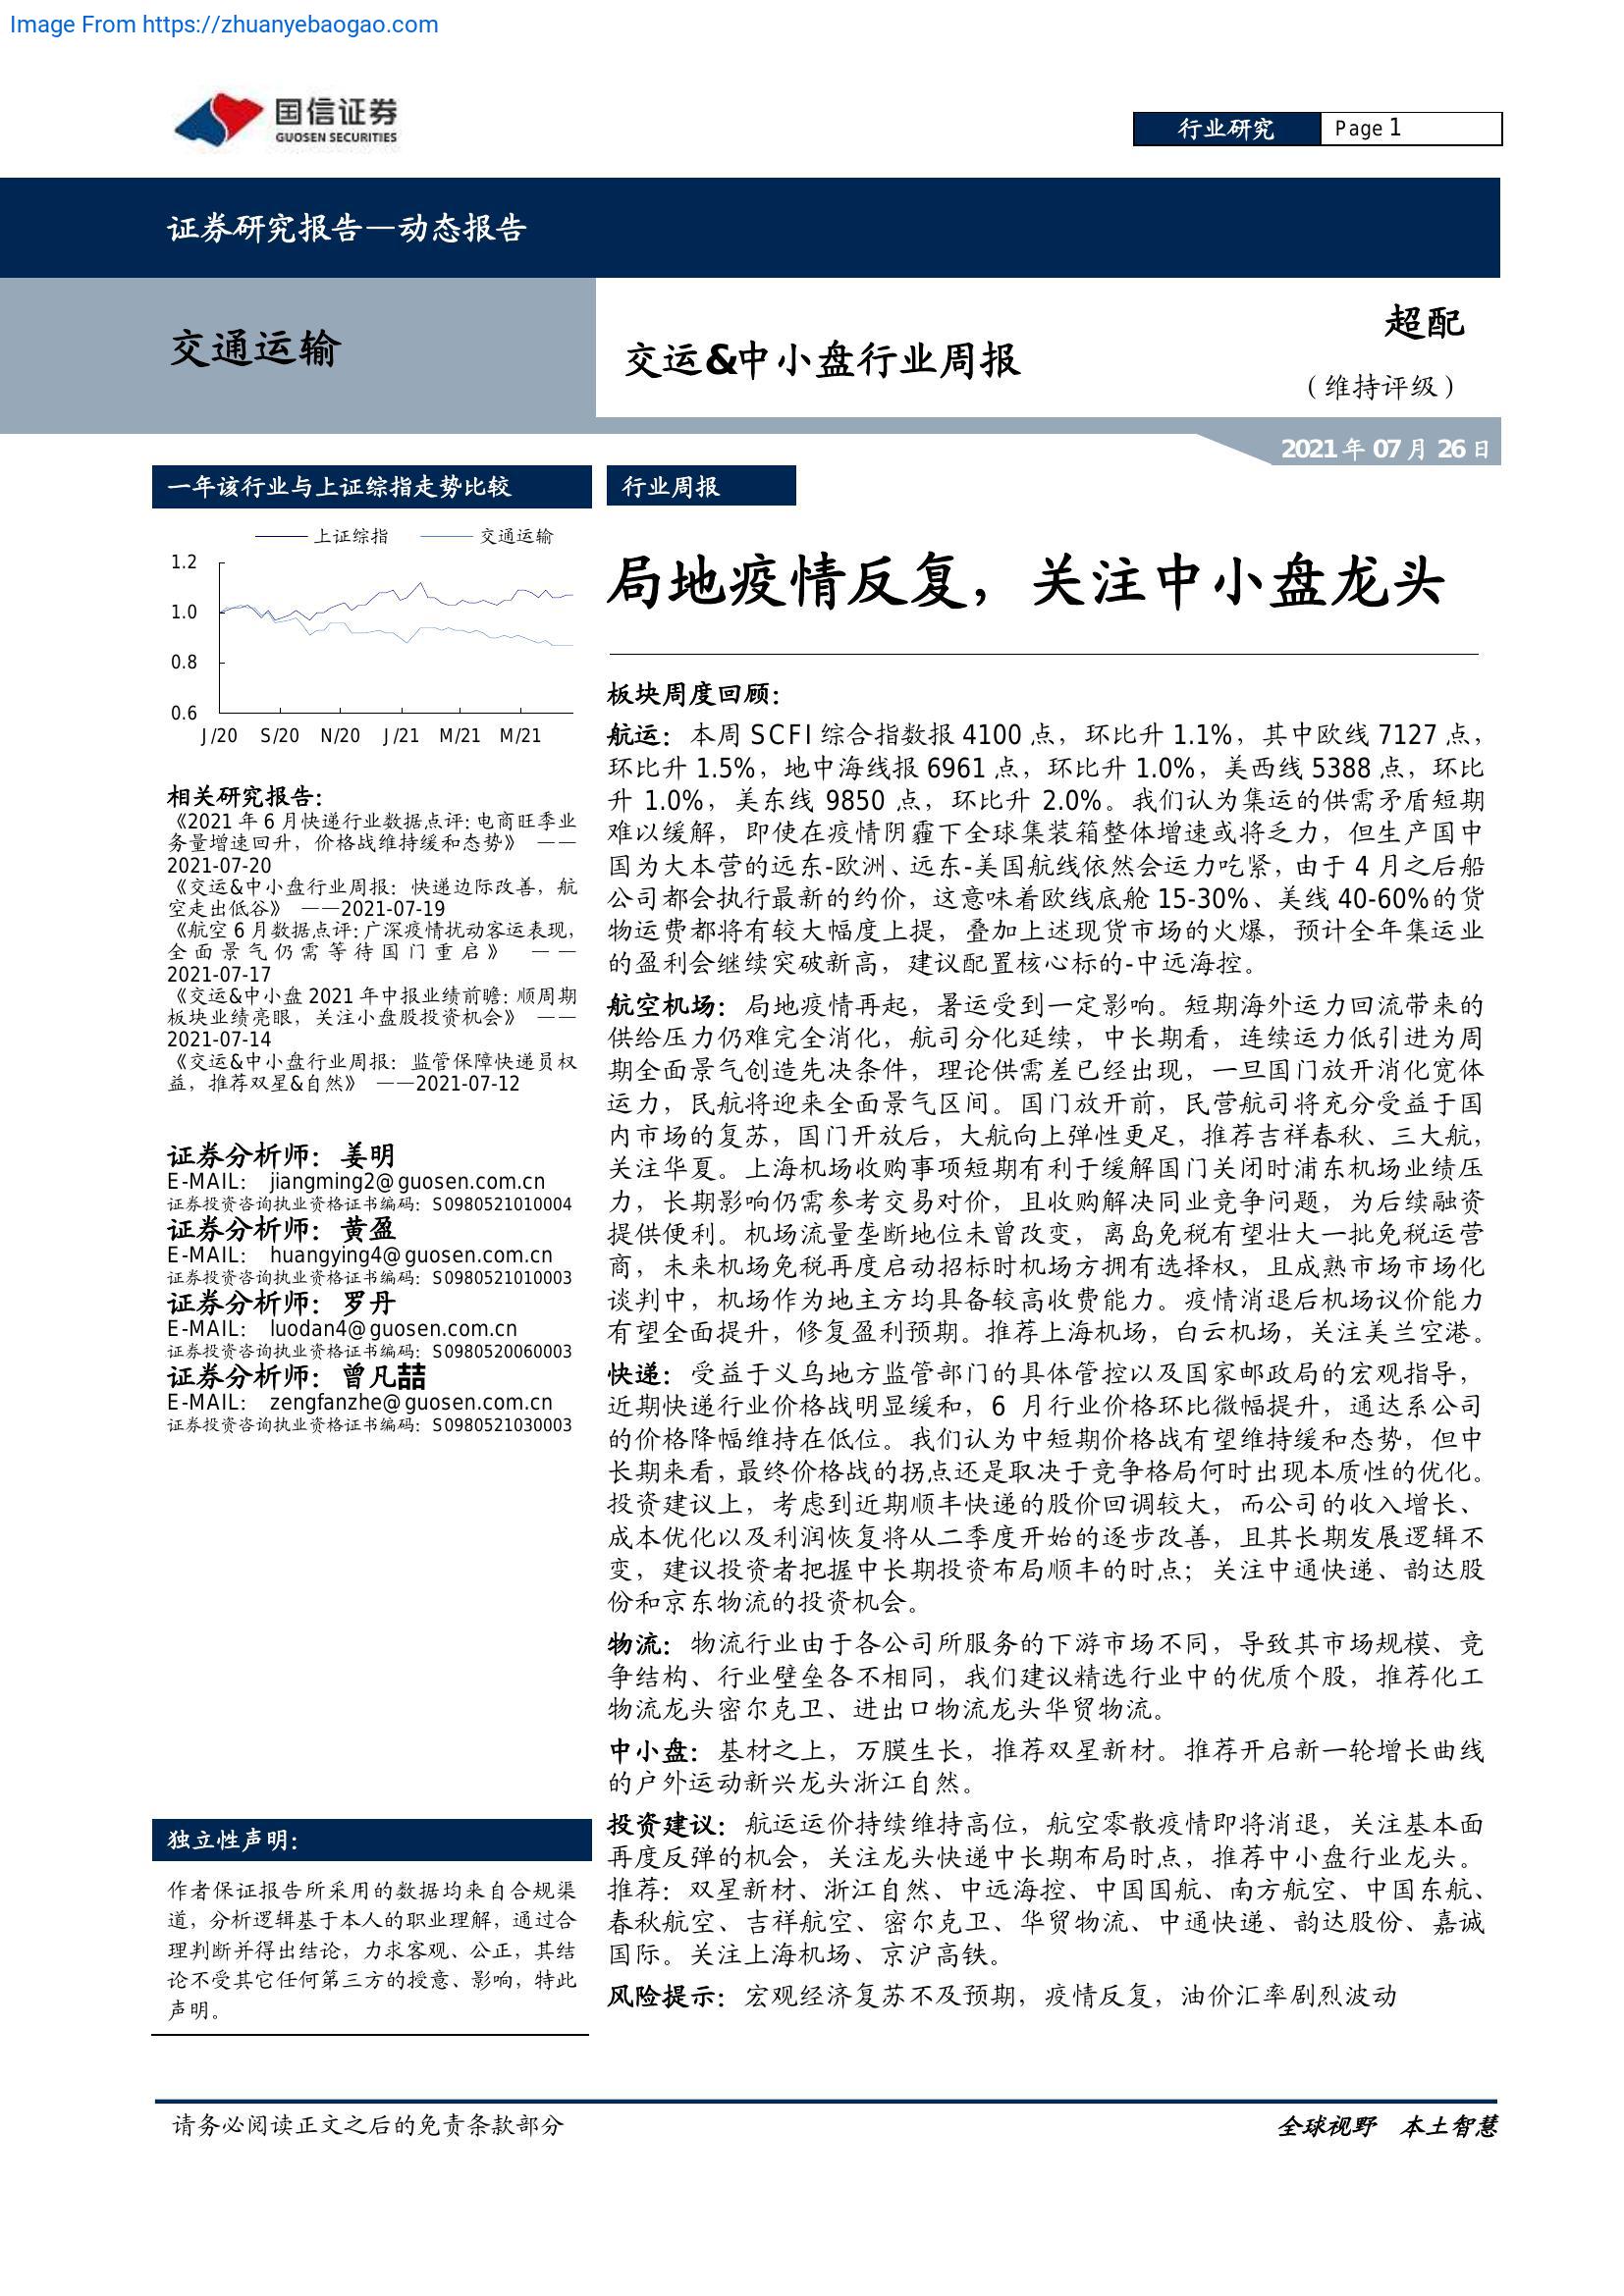 Image From https://zhuanyebaogao.com
国信证券
GUOSEN SECURITIES
行业研究
Page 1
证券研究报告—动态报告
交通运输
交运&中小盘行业周报
超配
（维持评级）
2021 年 07 月 26 日
一年该行业与上证综指走势比较
上证综指 交通运输
1.2
1.0
0.8
0.6
J/20 S/20 N/20 J/21 M/21 M/21
相关研究报告：
《2021 年 6 月快递行业数据点评：电商旺季业
务量增速回升，价格战维持缓和态势》 ——
2021-07-20
《交运&中小盘行业周报：快递边际改善，航
空走出低谷》 ——2021-07-19
《航空 6 月数据点评：广深疫情扰动客运表现，
全面景气仍需等待国门重启》 ——
2021-07-17
《交运&中小盘 2021 年中报业绩前瞻：顺周期
板块业绩亮眼，关注小盘股投资机会》 ——
2021-07-14
《交运&中小盘行业周报：监管保障快递员权
益，推荐双星&自然》 ——2021-07-12
证券分析师：姜明
E-MAIL: jiangming2@guosen.com.cn
证券投资咨询执业资格证书编码：S0980521010004
证券分析师：黄盈
E-MAIL: huangying4@guosen.com.cn
证券投资咨询执业资格证书编码：S0980521010003
证券分析师：罗丹
E-MAIL: luodan4@guosen.com.cn
证券投资咨询执业资格证书编码：S0980520060003
证券分析师：曾凡喆
E-MAIL: zengfanzhe@guosen.com.cn
证券投资咨询执业资格证书编码：S0980521030003
独立性声明：
作者保证报告所采用的数据均来自合规渠
道，分析逻辑基于本人的职业理解，通过合
理判断并得出结论，力求客观、公正，其结
论不受其它任何第三方的授意、影响，特此
声明。
行业周报
局地疫情反复，关注中小盘龙头
板块周度回顾：
航运：本周 SCFI 综合指数报 4100 点，环比升 1.1%，其中欧线 7127 点，
环比升 1.5%，地中海线报 6961 点，环比升 1.0%，美西线 5388 点，环比
升 1.0%，美东线 9850 点，环比升 2.0%。我们认为集运的供需矛盾短期
难以缓解，即使在疫情阴霾下全球集装箱整体增速或将乏力，但生产国中
国为大本营的远东-欧洲、远东-美国航线依然会运力吃紧，由于 4 月之后船
公司都会执行最新的约价，这意味着欧线底舱 15-30%、美线 40-60%的货
物运费都将有较大幅度上提，叠加上述现货市场的火爆，预计全年集运业
的盈利会继续突破新高，建议配置核心标的-中远海控。
航空机场：局地疫情再起，暑运受到一定影响。短期海外运力回流带来的
供给压力仍难完全消化，航司分化延续，中长期看，连续运力低引进为周
期全面景气创造先决条件，理论供需差已经出现，一旦国门放开消化宽体
运力，民航将迎来全面景气区间。国门放开前，民营航司将充分受益于国
内市场的复苏，国门开放后，大航向上弹性更足，推荐吉祥春秋、三大航，
关注华夏。上海机场收购事项短期有利于缓解国门关闭时浦东机场业绩压
力，长期影响仍需参考交易对价，且收购解决同业竞争问题，为后续融资
提供便利。机场流量垄断地位未曾改变，离岛免税有望壮大一批免税运营
商，未来机场免税再度启动招标时机场方拥有选择权，且成熟市场市场化
谈判中，机场作为地主方均具备较高收费能力。疫情消退后机场议价能力
有望全面提升，修复盈利预期。推荐上海机场，白云机场，关注美兰空港。
快递：受益于义乌地方监管部门的具体管控以及国家邮政局的宏观指导，
近期快递行业价格战明显缓和，6 月行业价格环比微幅提升，通达系公司
的价格降幅维持在低位。我们认为中短期价格战有望维持缓和态势，但中
长期来看，最终价格战的拐点还是取决于竞争格局何时出现本质性的优化。
投资建议上，考虑到近期顺丰快递的股价回调较大，而公司的收入增长、
成本优化以及利润恢复将从二季度开始的逐步改善，且其长期发展逻辑不
变，建议投资者把握中长期投资布局顺丰的时点；关注中通快递、韵达股
份和京东物流的投资机会。
物流：物流行业由于各公司所服务的下游市场不同，导致其市场规模、竞
争结构、行业壁垒各不相同，我们建议精选行业中的优质个股，推荐化工
物流龙头密尔克卫、进出口物流龙头华贸物流。
中小盘：基材之上，万膜生长，推荐双星新材。推荐开启新一轮增长曲线
的户外运动新兴龙头浙江自然。
投资建议：航运运价持续维持高位，航空零散疫情即将消退，关注基本面
再度反弹的机会，关注龙头快递中长期布局时点，推荐中小盘行业龙头。
推荐：双星新材、浙江自然、中远海控、中国国航、南方航空、中国东航、
春秋航空、吉祥航空、密尔克卫、华贸物流、中通快递、韵达股份、嘉诚
国际。关注上海机场、京沪高铁。
风险提示：宏观经济复苏不及预期，疫情反复，油价汇率剧烈波动
请务必阅读正文之后的免责条款部分
全球视野 本土智慧